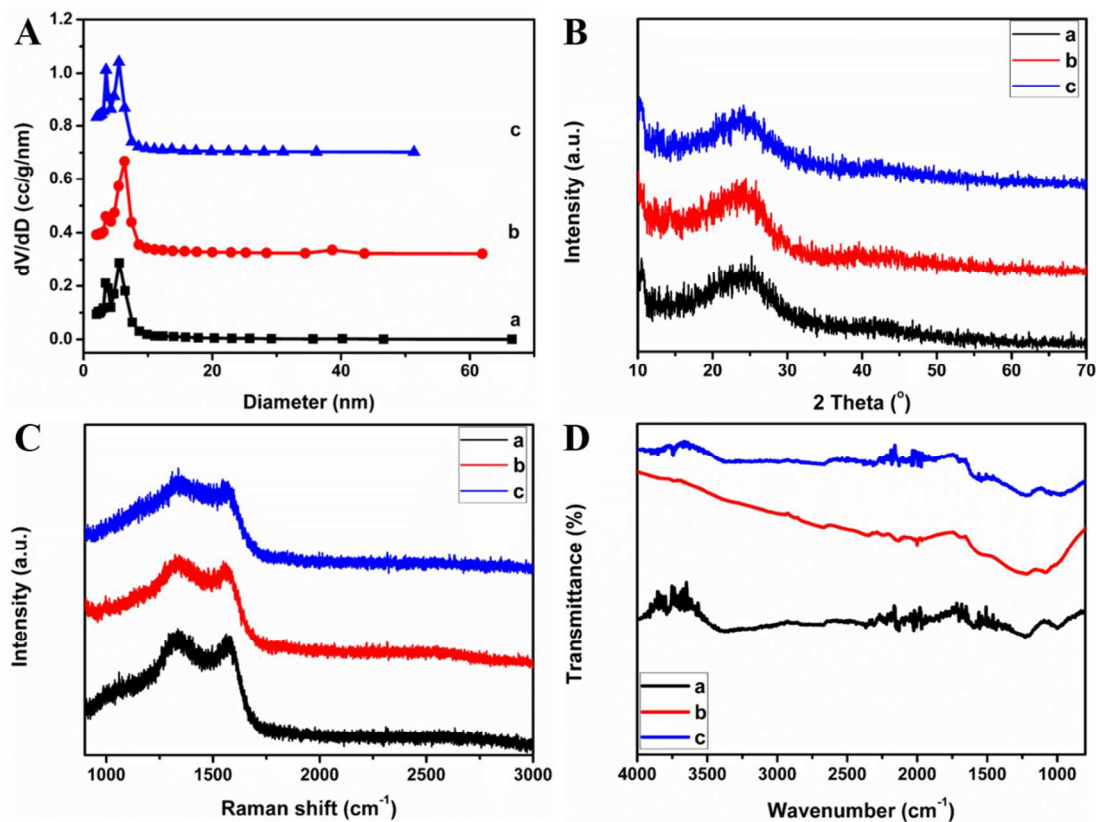 A
dV/dD (cc/g/nm)
1.2
1.0
0.8
0.6
0.4
0.2
0.0
c
b
a
0 20 40 60
Diameter (nm)
B
Intensity (a.u.)
a
b
c
10 20 30 40 50 60 70
2 Theta (°)
C
Intensity (a.u.)
a
b
c
1000 1500 2000 2500 3000
Raman shift (cm⁻¹)
D
Transmittance (%)
a
b
c
4000 3500 3000 2500 2000 1500 1000
Wavenumber (cm⁻¹)